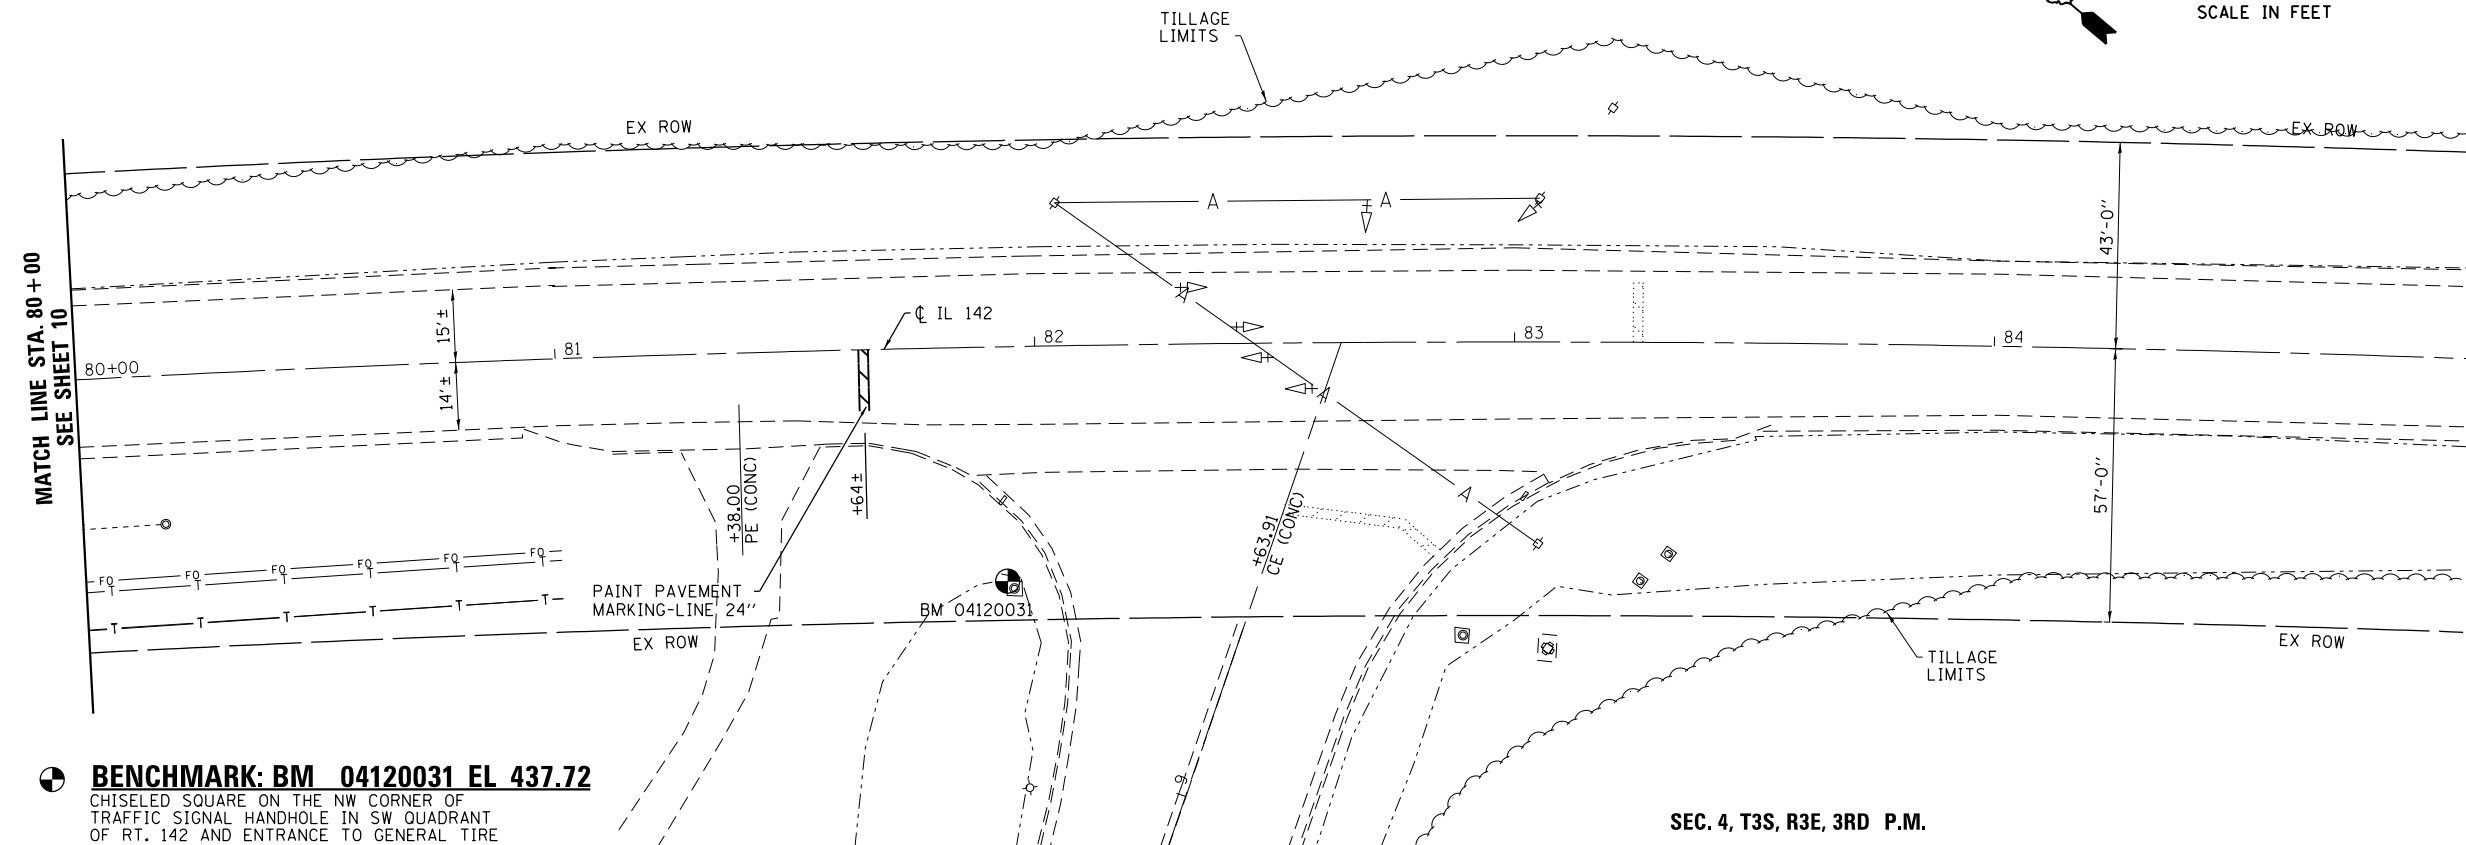 TILLAGE
LIMITS
SCALE IN FEET
EX ROW
EX ROW
A
A
43'-0"
MATCH LINE STA. 80+00
SEE SHEET 10
15'±
℄ IL 142
80+00
81
82
83
84
14'±
A
A
A
57'-0"
+38.00
PE (CONC)
+64±
+63.91
CE (CONC)
FO
FO
FO
FO
FO
FO
T
T
T
T
T
T
T
T
T
T
T
T
PAINT PAVEMENT
MARKING-LINE 24''
BM 04120031
EX ROW
EX ROW
TILLAGE
LIMITS
BENCHMARK: BM 04120031 EL 437.72
CHISELED SQUARE ON THE NW CORNER OF
TRAFFIC SIGNAL HANDHOLE IN SW QUADRANT
OF RT. 142 AND ENTRANCE TO GENERAL TIRE
SEC. 4, T3S, R3E, 3RD P.M.